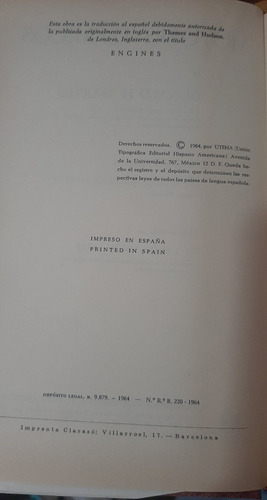 Esta obra es la traducción al español debidamente autorizada de
la publicada originalmente en inglés por Thames and Hudson,
de Londres, Inglaterra, con el título
ENGINES
Derechos reservados. © 1964, por UTEHA (Unión
Tipográfica Editorial Hispano Americana) Avenida
de la Universidad, 767, México 12 D. F. Queda he-
cho el registro y el depósito que determinan las res-
pectivas leyes de todos los países de lengua española.
IMPRESO EN ESPAÑA
PRINTED IN SPAIN
DEPÓSITO LEGAL, B. 9.879. - 1964 - N.º R.º B. 220 - 1964
Imprenta Clarasó; Villarroel, 17. — Barcelona